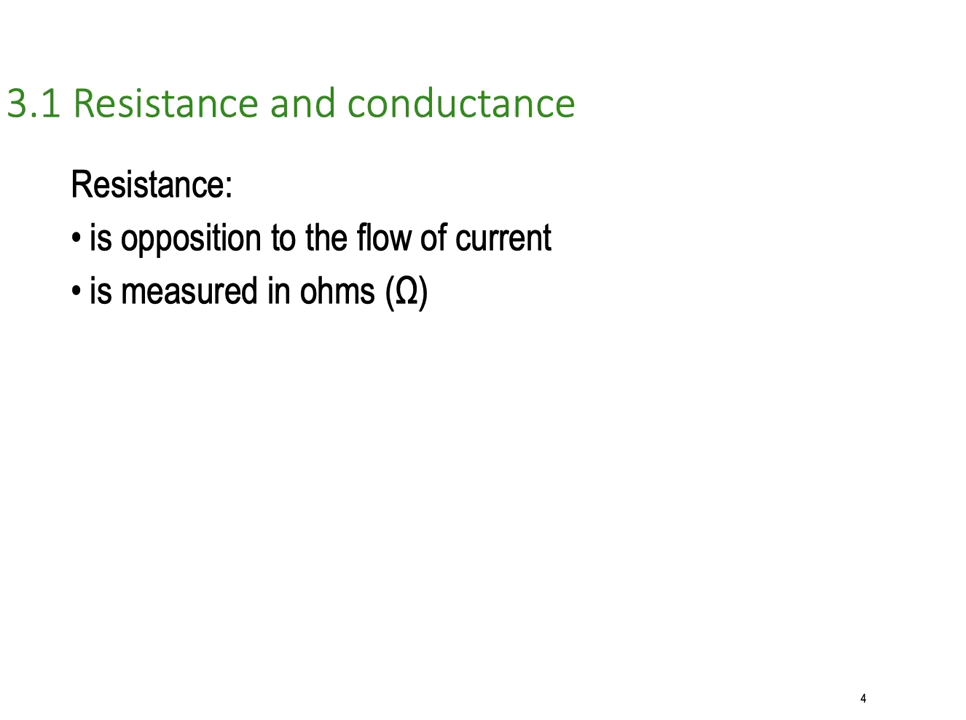 3.1 Resistance and conductance
Resistance:
• is opposition to the flow of current
• is measured in ohms (Ω)
4